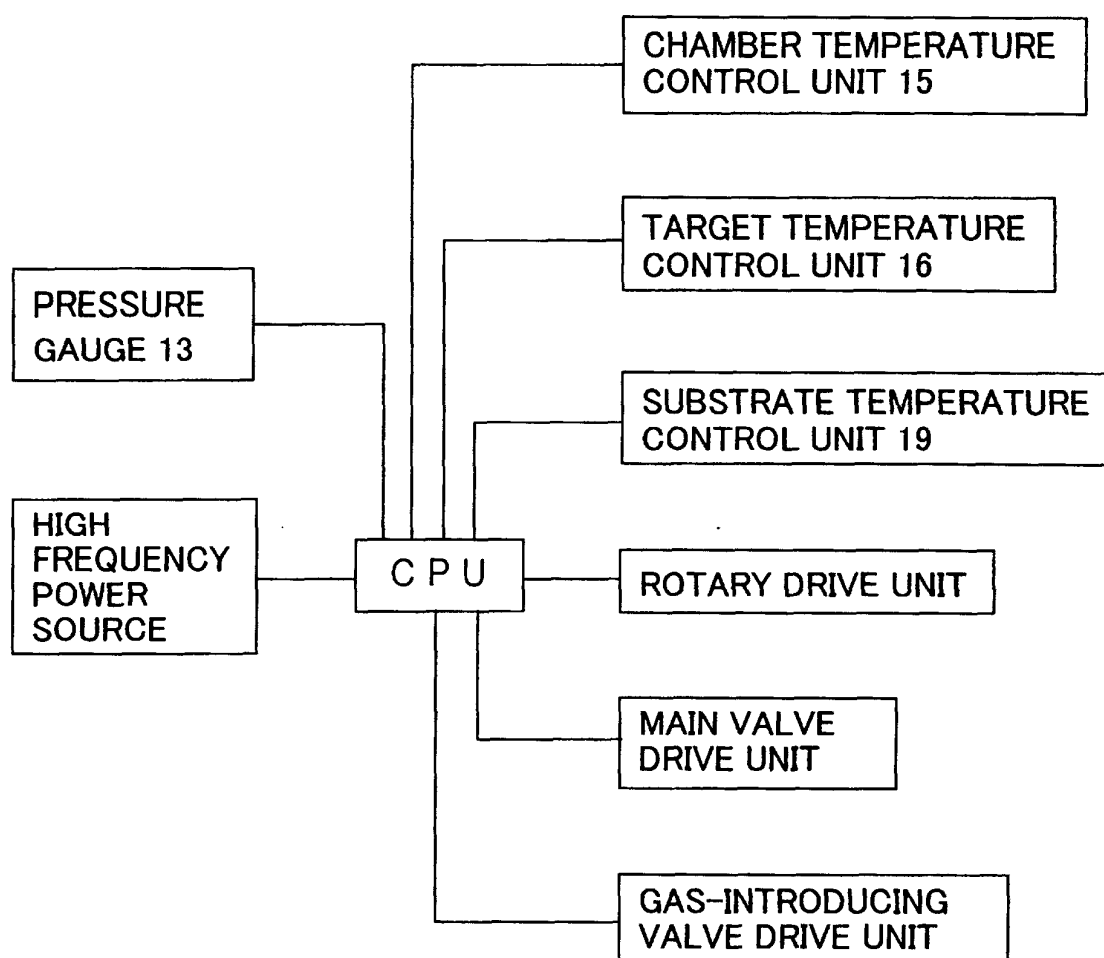 CHAMBER TEMPERATURE
CONTROL UNIT 15
TARGET TEMPERATURE
CONTROL UNIT 16
PRESSURE
GAUGE 13
SUBSTRATE TEMPERATURE
CONTROL UNIT 19
HIGH
FREQUENCY
POWER
SOURCE
CPU
ROTARY DRIVE UNIT
MAIN VALVE
DRIVE UNIT
GAS-INTRODUCING
VALVE DRIVE UNIT